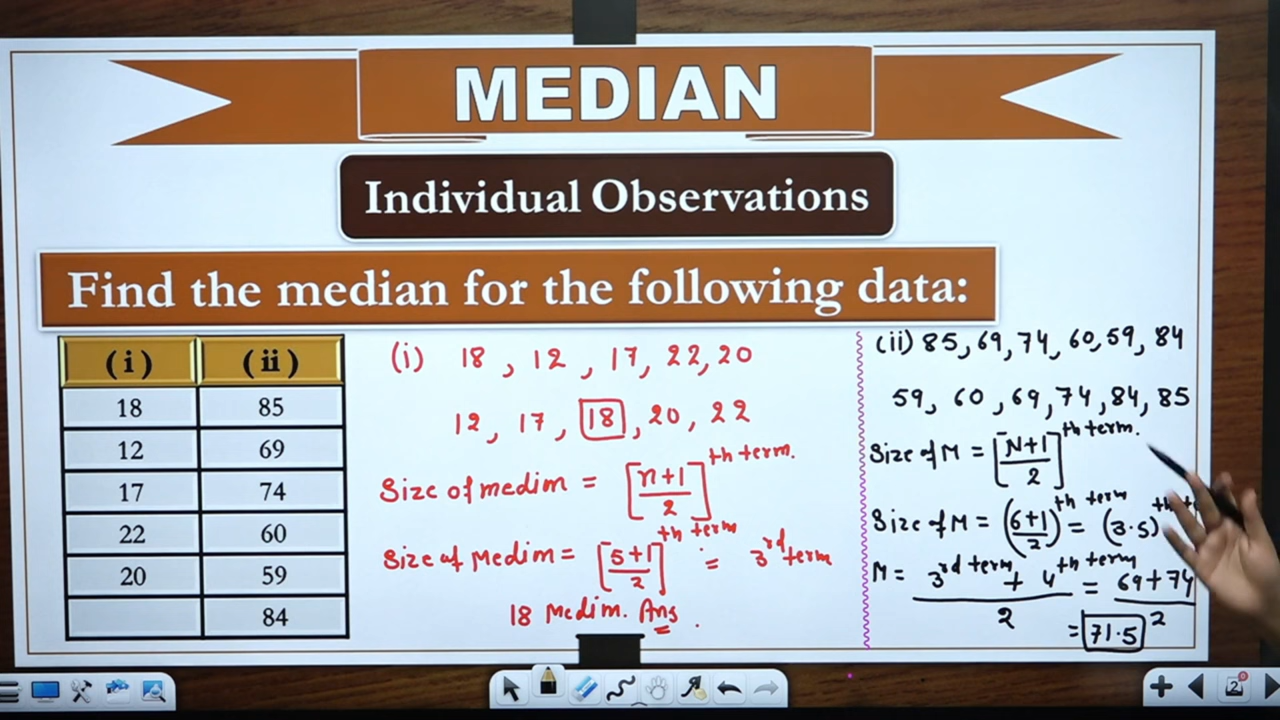 MEDIAN
Individual Observations
Find the median for the following data:
(i) (ii)
18 85
12 69
17 74
22 60
20 59
84
(i) 18, 12, 17, 22, 20
12, 17, 18, 20, 22
Size of medim = [n+1/2]th term.
Size of Medim = [5+1/2]th term = 3rd term
18 Medim. Ans.
(ii) 85, 69, 74, 60, 59, 84
59, 60, 69, 74, 84, 85
Size of M = [N+1/2]th term.
Size of M = (6+1/2)th term = (3.5)th
M = 3rd term + 4th term / 2 = 69+74 / 2
= 71.5
2